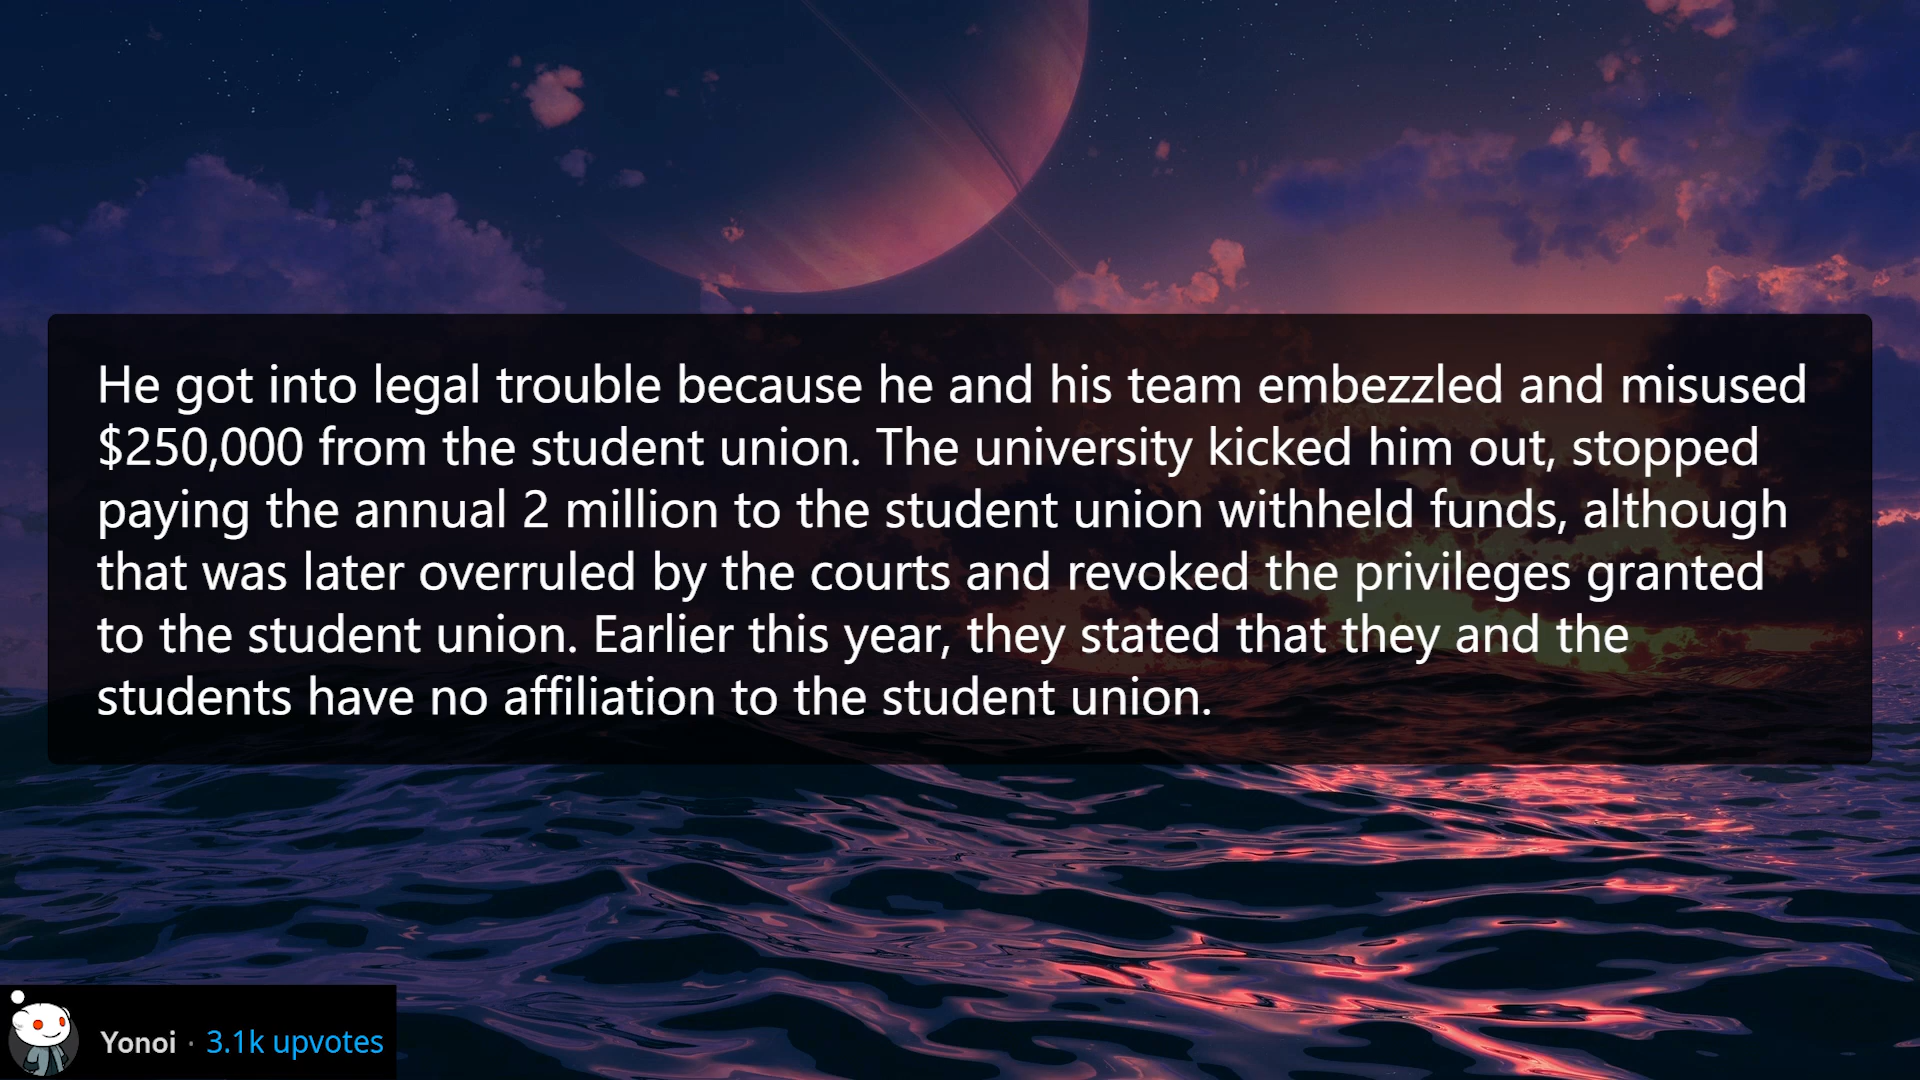 He got into legal trouble because he and his team embezzled and misused
$250,000 from the student union. The university kicked him out, stopped
paying the annual 2 million to the student union withheld funds, although
that was later overruled by the courts and revoked the privileges granted
to the student union. Earlier this year, they stated that they and the
students have no affiliation to the student union.
Yonoi · 3.1k upvotes